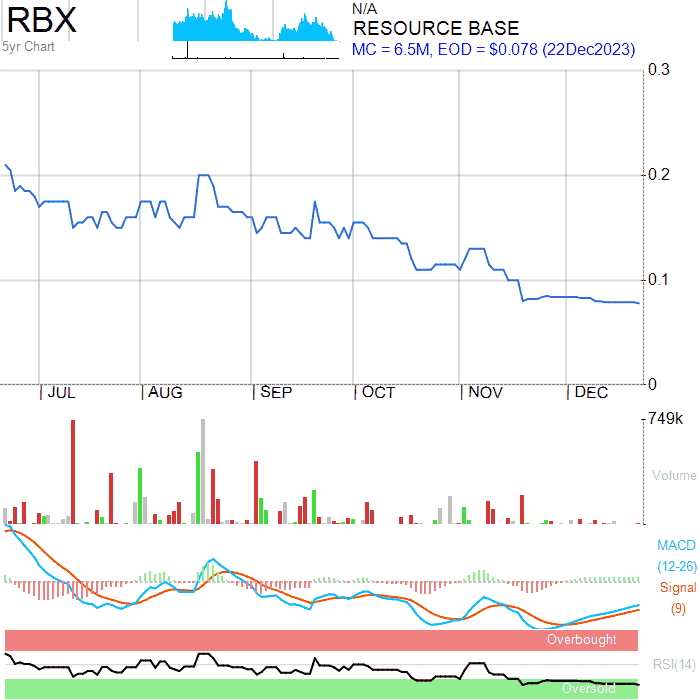 RBX
5yr Chart
N/A
RESOURCE BASE
MC = 6.5M, EOD = $0.078 (22Dec2023)
0.3
0.2
0.1
0
JUL AUG SEP OCT NOV DEC
749k
Volume
MACD
(12-26)
Signal
(9)
Overbought
RSI(14)
Oversold